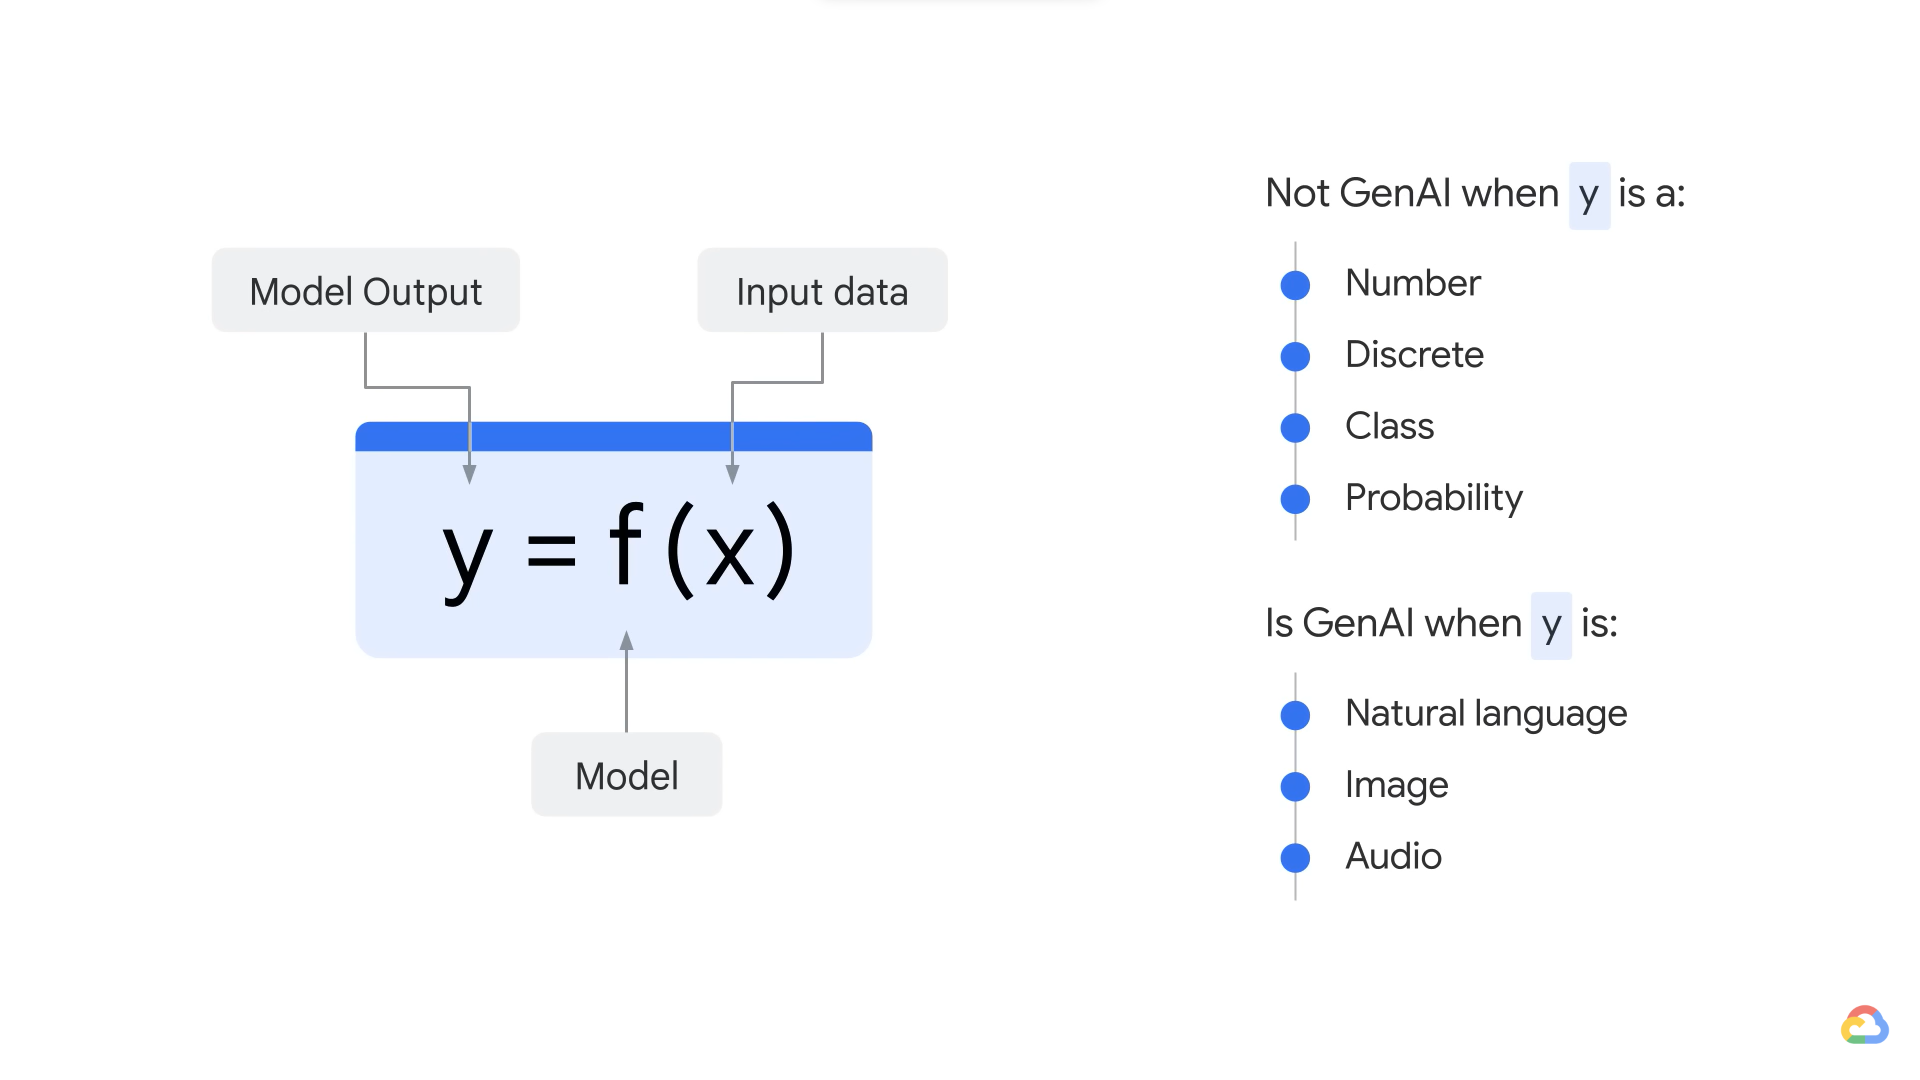 Model Output
Input data
y = f(x)
Model
Not GenAI when y is a:
Number
Discrete
Class
Probability
Is GenAI when y is:
Natural language
Image
Audio